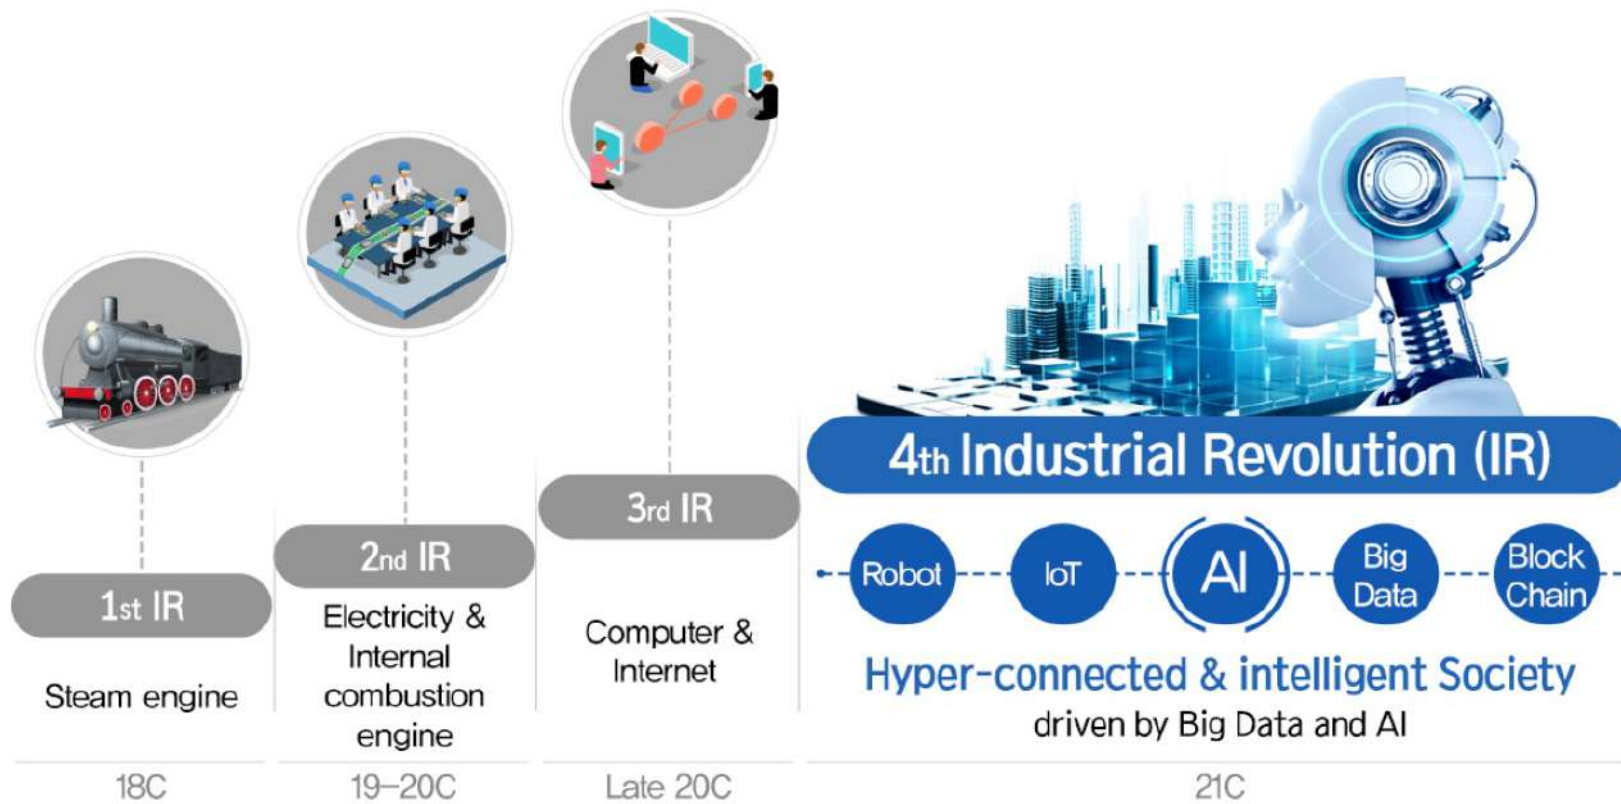 1st IR
Steam engine
18C
2nd IR
Electricity &
Internal
combustion
engine
19–20C
3rd IR
Computer &
Internet
Late 20C
4th Industrial Revolution (IR)
Robot
IoT
AI
Big
Data
Block
Chain
Hyper-connected & intelligent Society
driven by Big Data and AI
21C